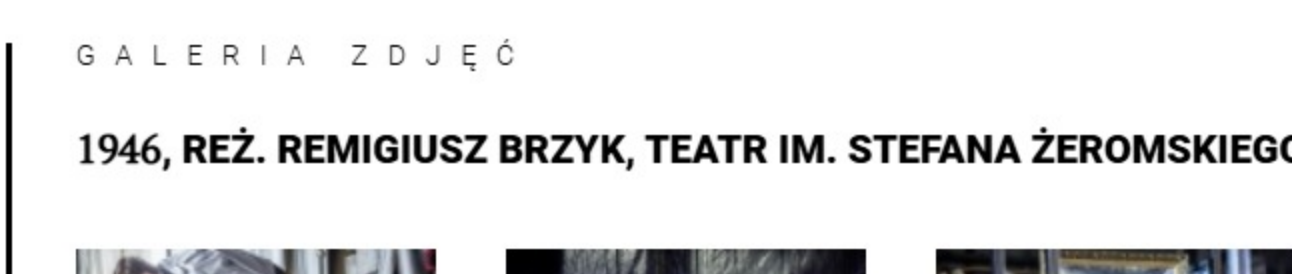 GALERIA ZDJĘĆ
1946, REŻ. REMIGIUSZ BRZYK, TEATR IM. STEFANA ŻEROMSKIEGO